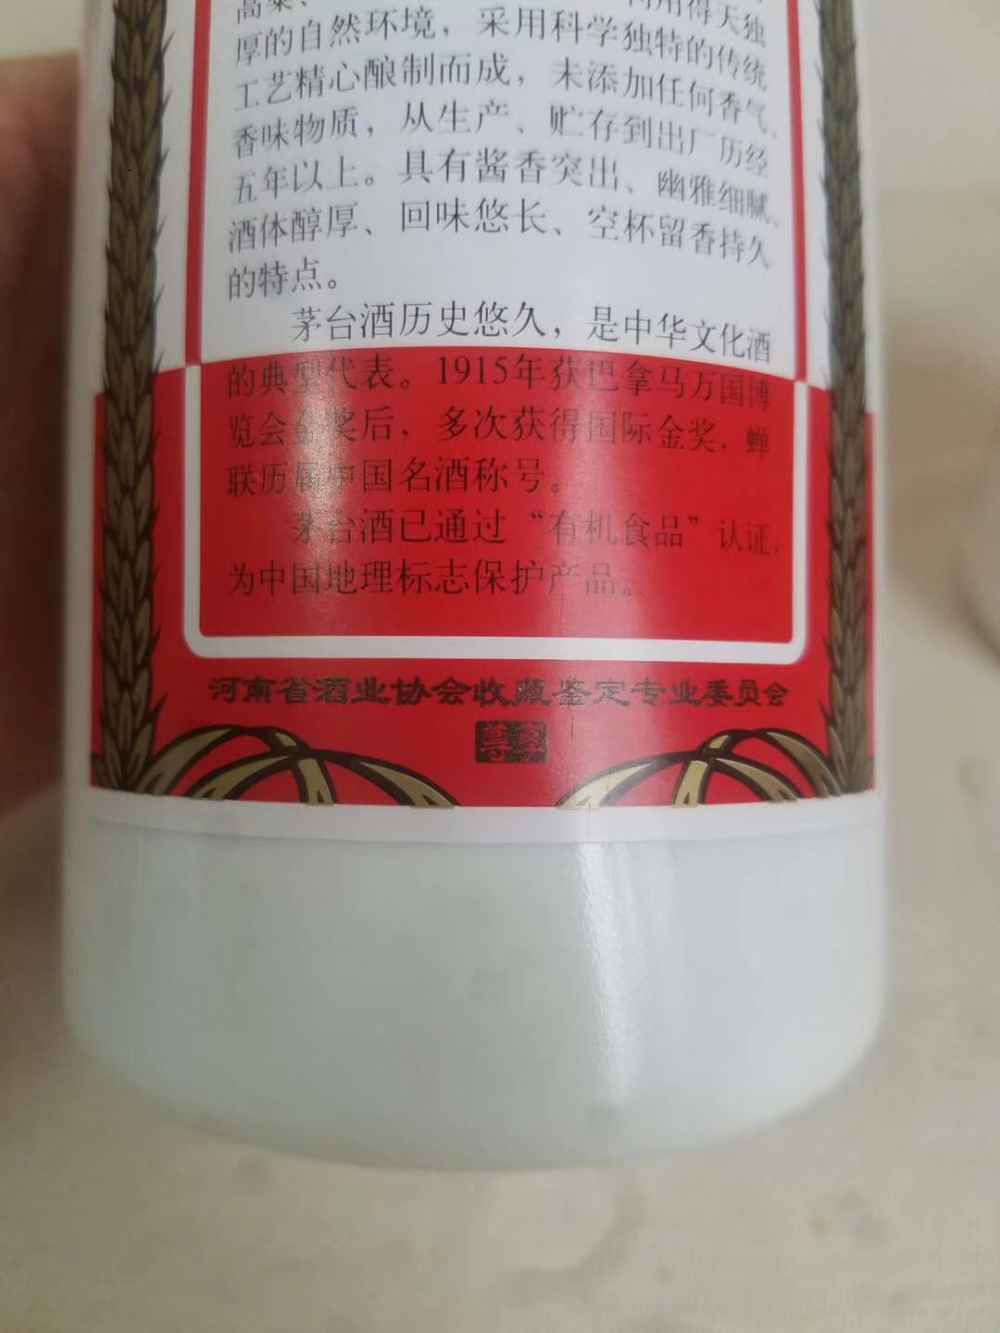 高粱、
用得天独
厚的自然环境，采用科学独特的传统
工艺精心酿制而成，未添加任何香气、
香味物质，从生产、贮存到出厂历经
五年以上。具有酱香突出、幽雅细腻、
酒体醇厚、回味悠长、空杯留香持久
的特点。
茅台酒历史悠久，是中华文化酒
的典型代表。1915年获巴拿马万国博
览会金奖后，多次获得国际金奖，蝉
联历届中国名酒称号。
茅台酒已通过“有机食品”认证，
为中国地理标志保护产品。
河南省酒业协会收藏鉴定专业委员会
尊享